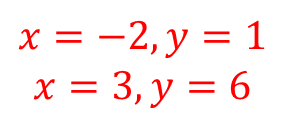 x = −2, y = 1
x = 3, y = 6